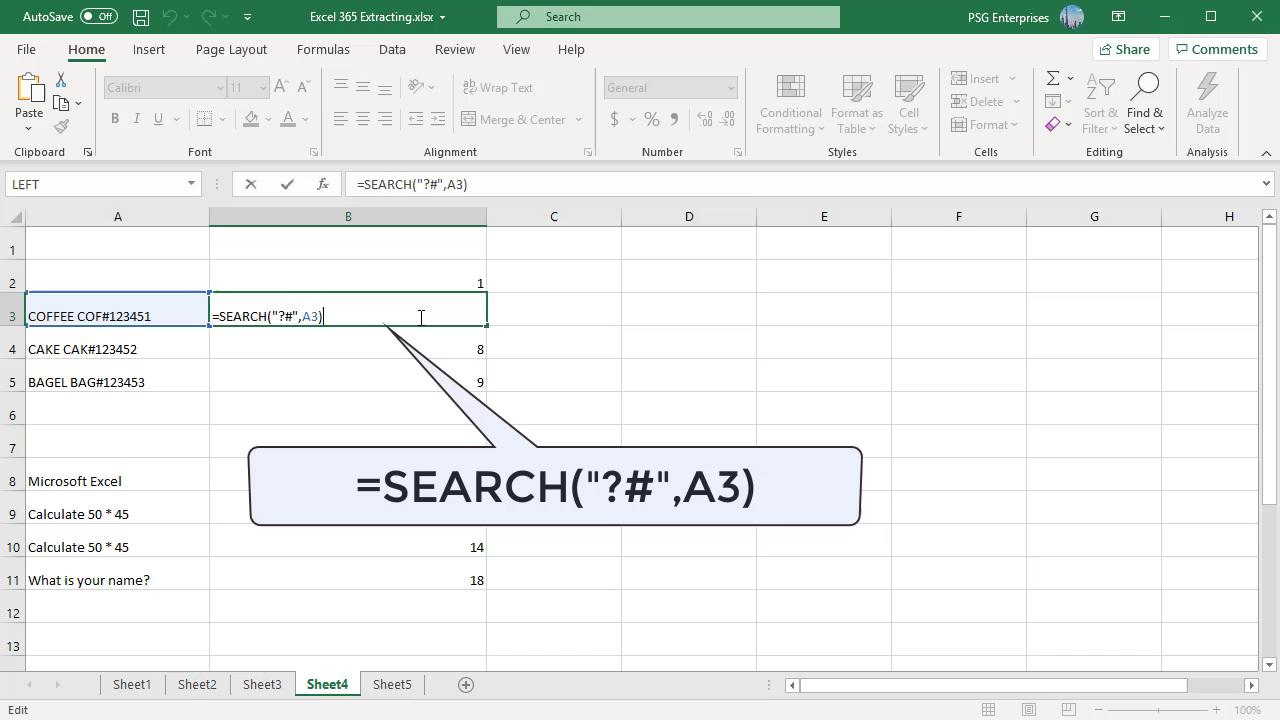 AutoSave Off Excel 365 Extracting.xlsx Search PSG Enterprises
File Home Insert Page Layout Formulas Data Review View Help Share Comments
Paste Calibri 11 A A Wrap Text General Conditional Formatting Format as Table Cell Styles Insert Delete Format Sort & Filter Find & Select Analyze Data
B I U A Merge & Center $ % 9
Clipboard Font Alignment Number Styles Cells Editing Analysis
LEFT fx =SEARCH("?#",A3)
A B C D E F G H
1
2 1
3 COFFEE COF#123451 =SEARCH("?#",A3)
4 CAKE CAK#123452 8
5 BAGEL BAG#123453 9
6
7
8 Microsoft Excel
=SEARCH("?#",A3)
9 Calculate 50 * 45
10 Calculate 50 * 45 14
11 What is your name? 18
12
13
Sheet1 Sheet2 Sheet3 Sheet4 Sheet5
Edit 100%